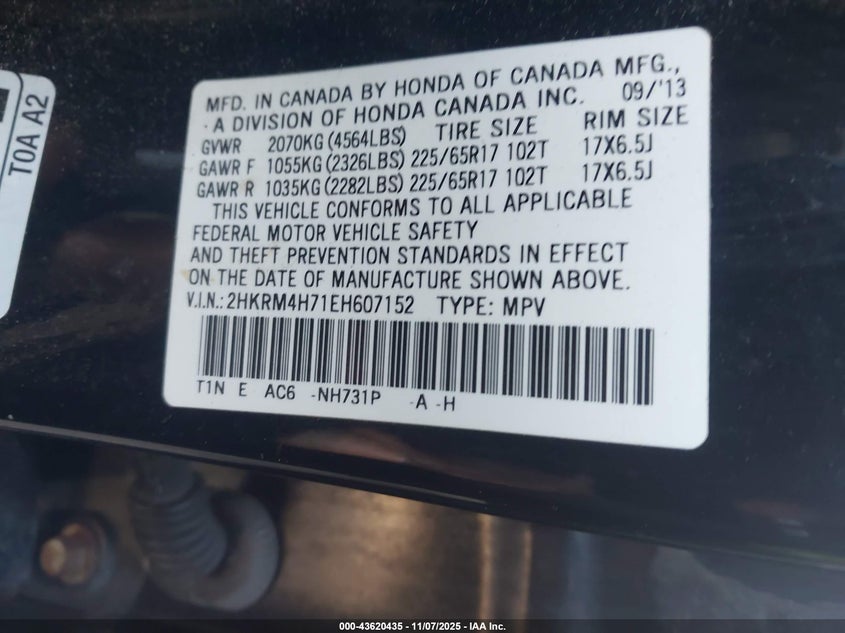 MFD. IN CANADA BY HONDA OF CANADA MFG.,
A DIVISION OF HONDA CANADA INC. 09/'13
GVWR 2070KG (4564LBS) TIRE SIZE RIM SIZE
GAWR F 1055KG (2326LBS) 225/65R17 102T 17X6.5J
GAWR R 1035KG (2282LBS) 225/65R17 102T 17X6.5J
THIS VEHICLE CONFORMS TO ALL APPLICABLE
FEDERAL MOTOR VEHICLE SAFETY
AND THEFT PREVENTION STANDARDS IN EFFECT
ON THE DATE OF MANUFACTURE SHOWN ABOVE.
V.I.N.: 2HKRM4H71EH607152 TYPE: MPV
T1N E AC6 -NH731P -A -H
T0A A2
000-43620435 - 11/07/2025 - IAA Inc.